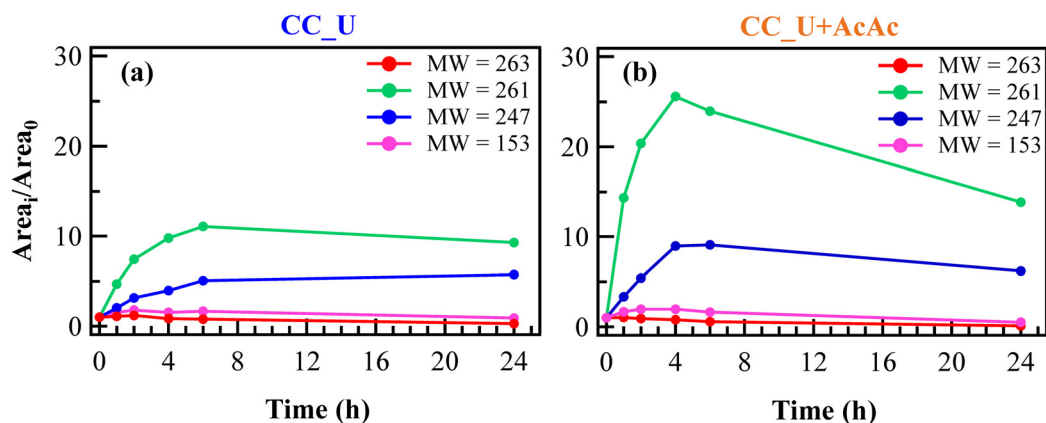 CC_U
CC_U+AcAc
(a)
MW = 263
MW = 261
MW = 247
MW = 153
(b)
MW = 263
MW = 261
MW = 247
MW = 153
Areaᵢ/Area₀
30
20
10
0
30
20
10
0
0 4 8 12 16 20 24
0 4 8 12 16 20 24
Time (h)
Time (h)